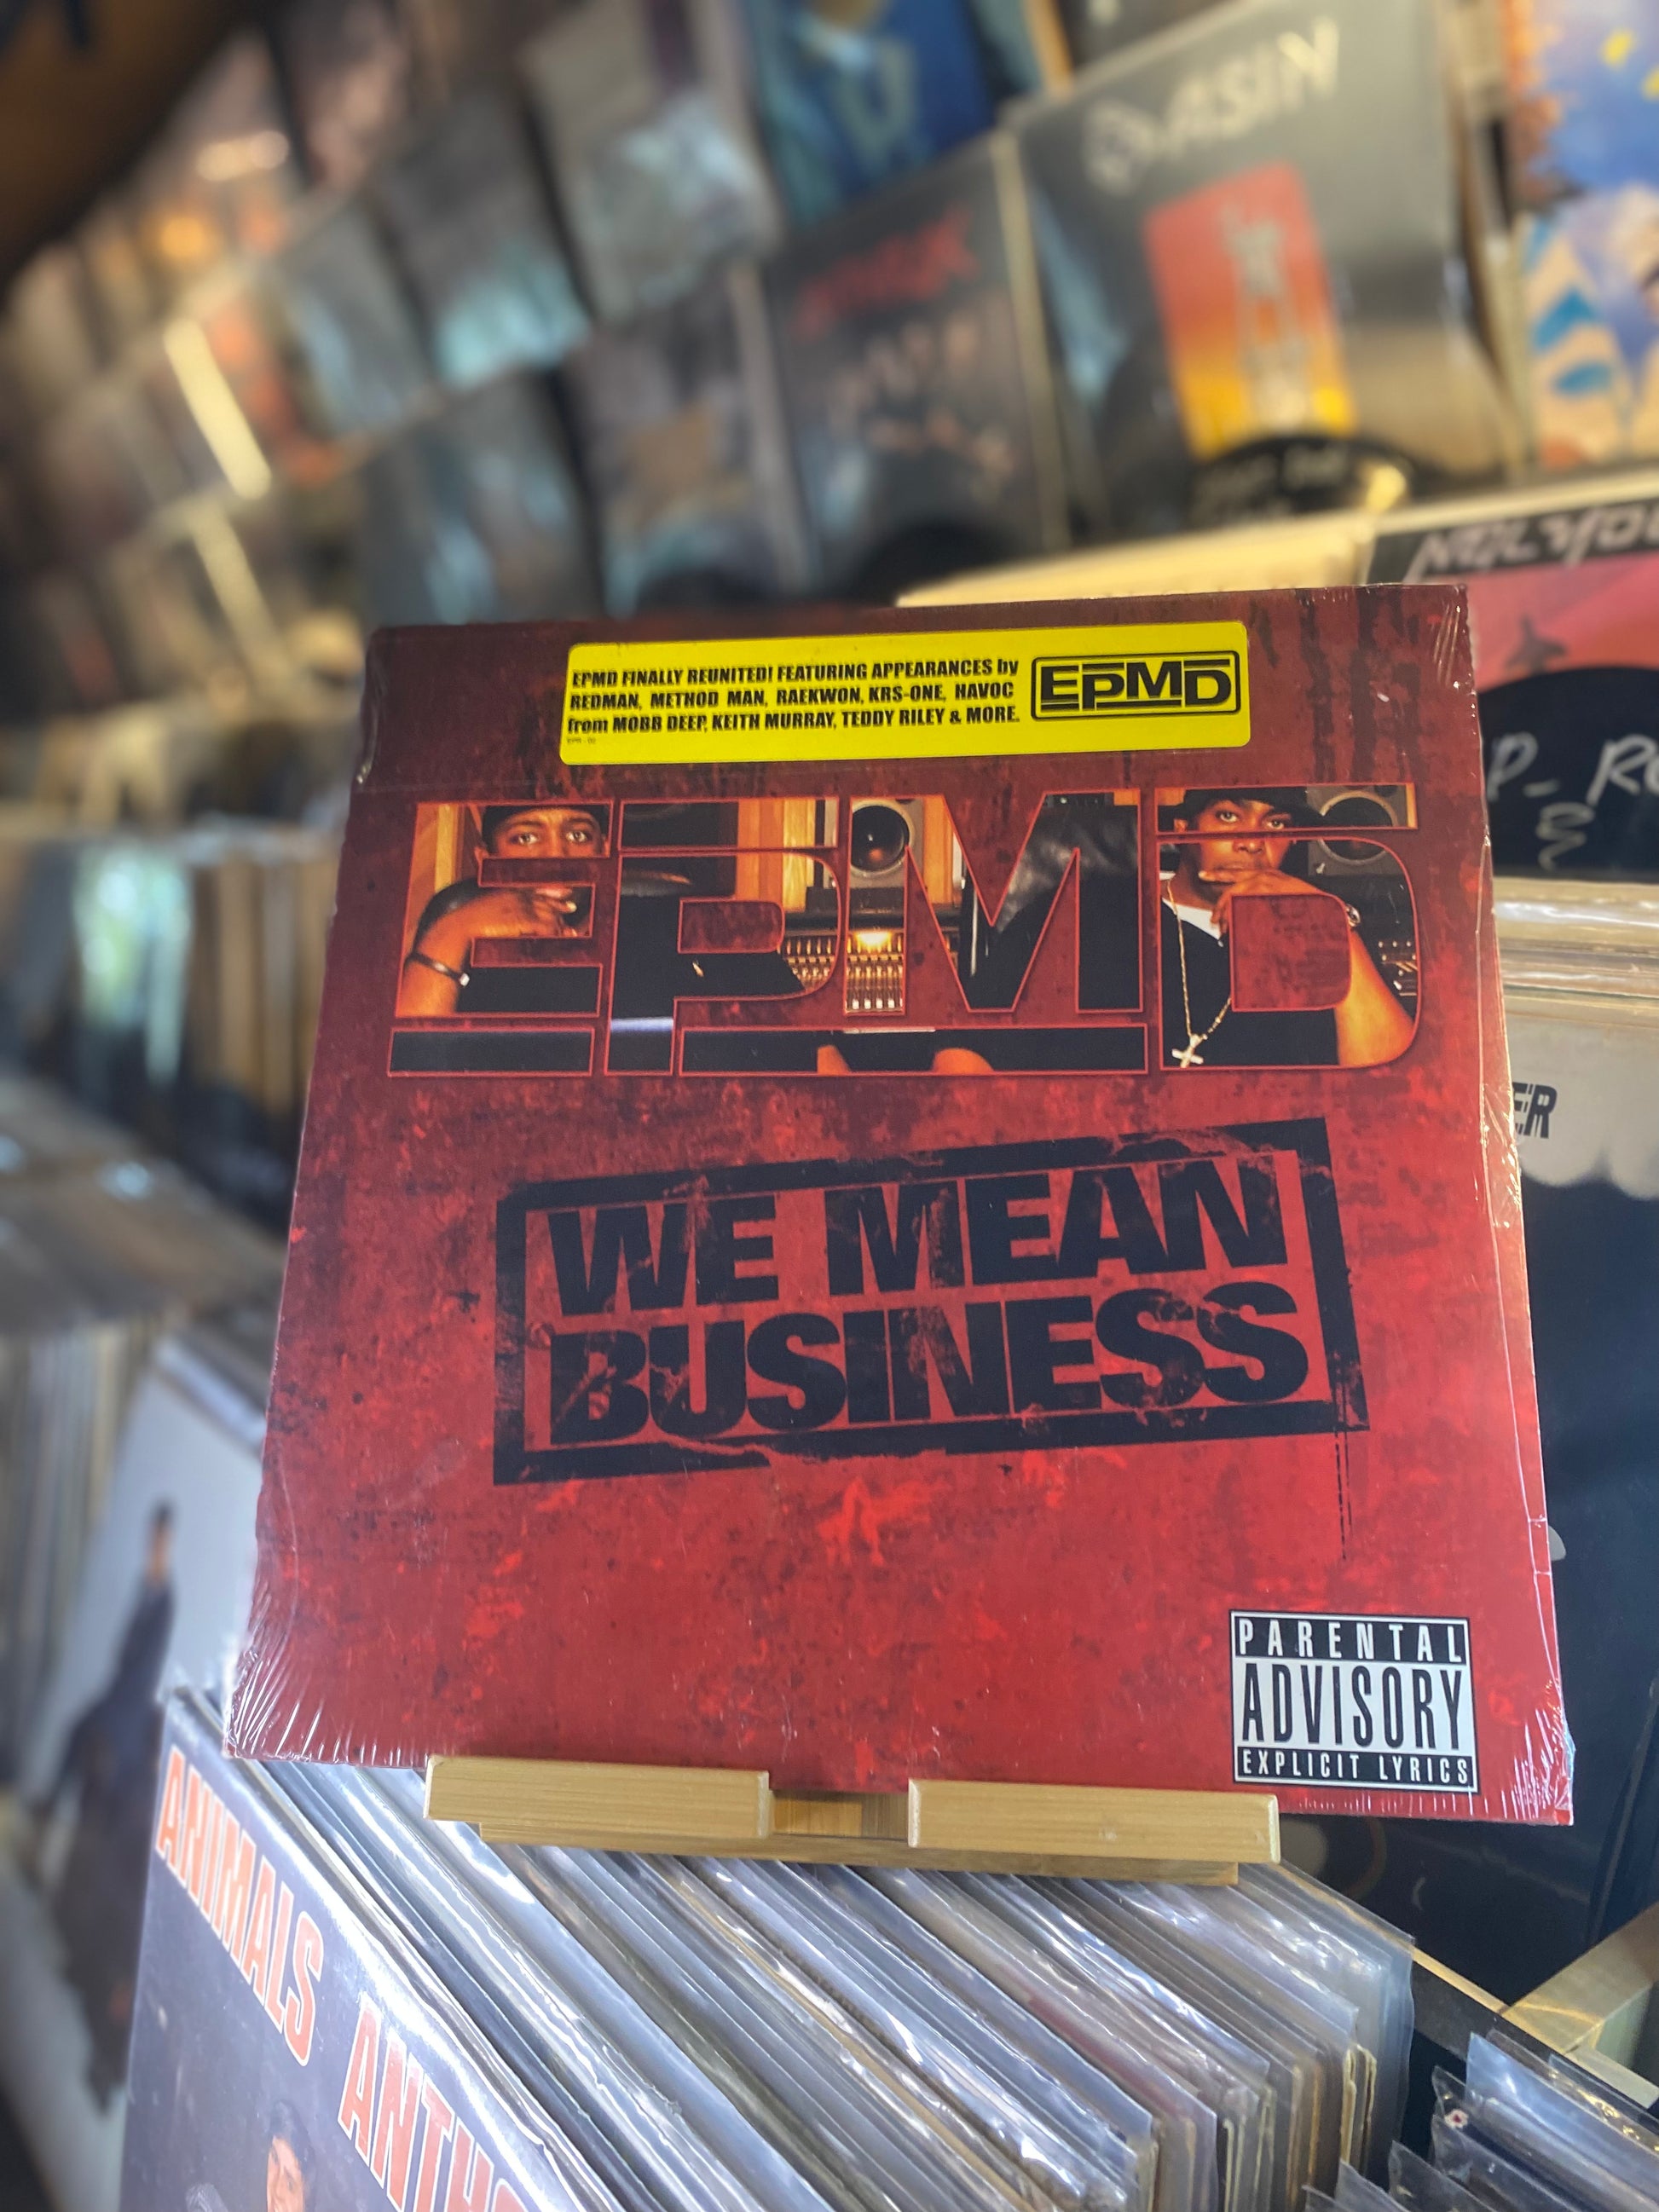 ASIN
EPMD FINALLY REUNITED! FEATURING APPEARANCES by
REDMAN, METHOD MAN, RAEKWON, KRS-ONE, HAVOC
from MOBB DEEP, KEITH MURRAY, TEDDY RILEY & MORE.
EPMD
EPMD
WE MEAN
BUSINESS
PARENTAL
ADVISORY
EXPLICIT LYRICS
ANIMALS